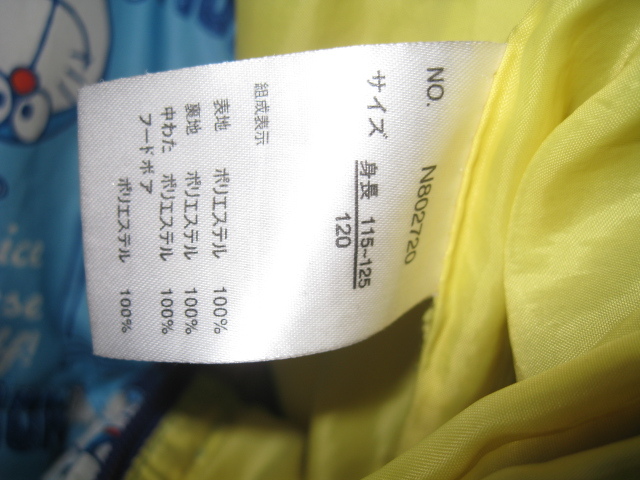 NO. N802720
サイズ 身長 115~125
120
組成表示
表地 ポリエステル 100%
裏地 ポリエステル 100%
中わた ポリエステル 100%
フードボア
ポリエステル 100%